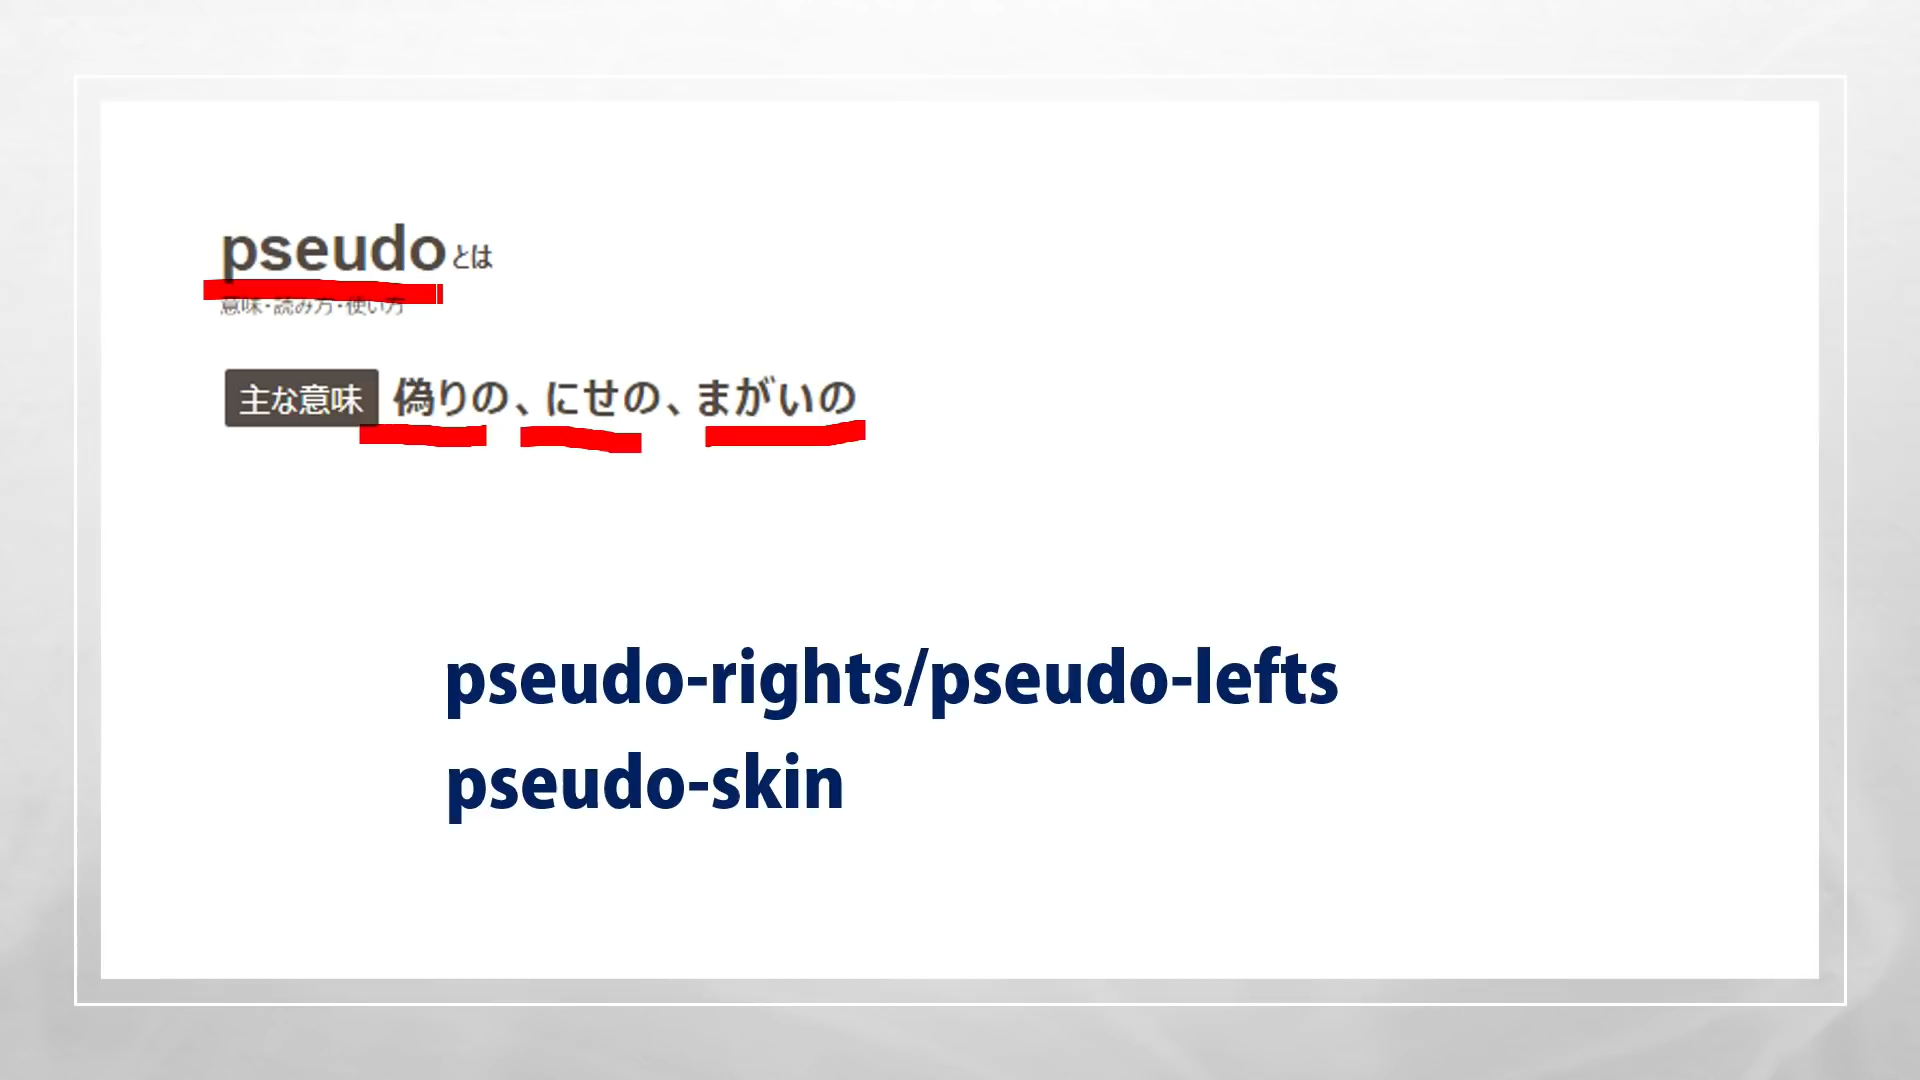 pseudoとは
意味・読み方・使い方
主な意味 偽りの、にせの、まがいの
pseudo-rights/pseudo-lefts
pseudo-skin